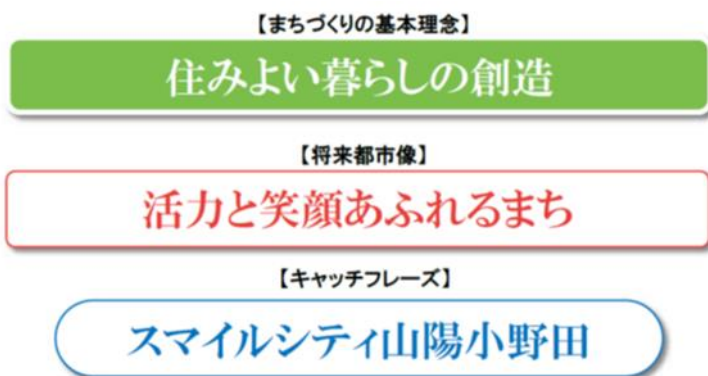 【まちづくりの基本理念】
住みよい暮らしの創造
【将来都市像】
活力と笑顔あふれるまち
【キャッチフレーズ】
スマイルシティ山陽小野田